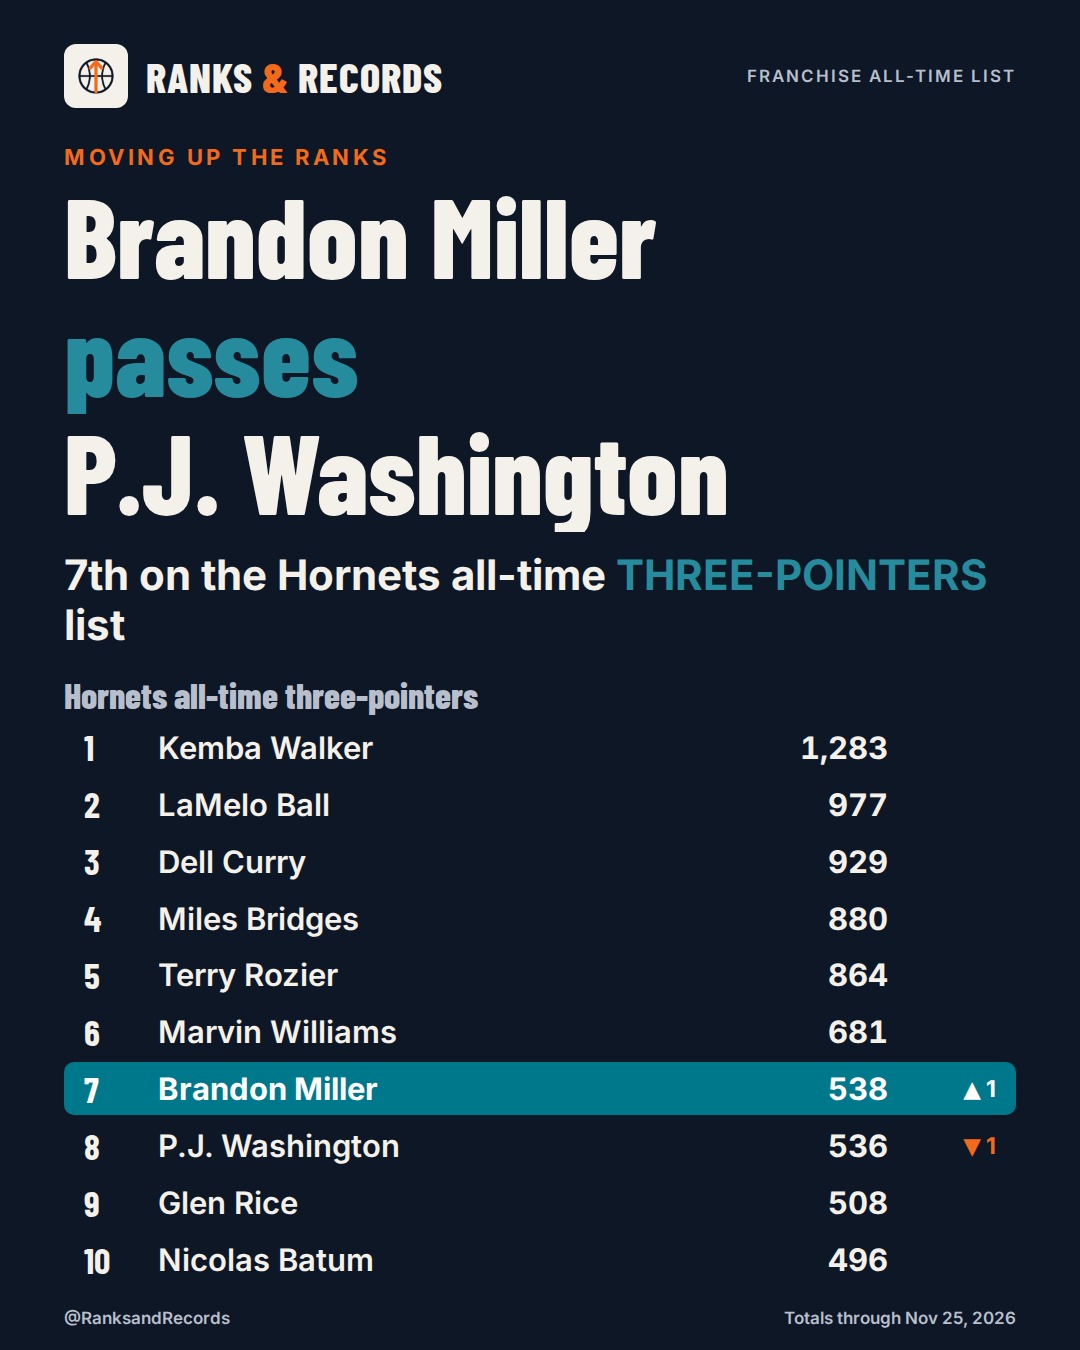 RANKS & RECORDS
FRANCHISE ALL-TIME LIST
MOVING UP THE RANKS
Brandon Miller
passes
P.J. Washington
7th on the Hornets all-time THREE-POINTERS
list
Hornets all-time three-pointers
1 Kemba Walker 1,283
2 LaMelo Ball 977
3 Dell Curry 929
4 Miles Bridges 880
5 Terry Rozier 864
6 Marvin Williams 681
7 Brandon Miller 538 ▲1
8 P.J. Washington 536 ▼1
9 Glen Rice 508
10 Nicolas Batum 496
@RanksandRecords
Totals through Nov 25, 2026